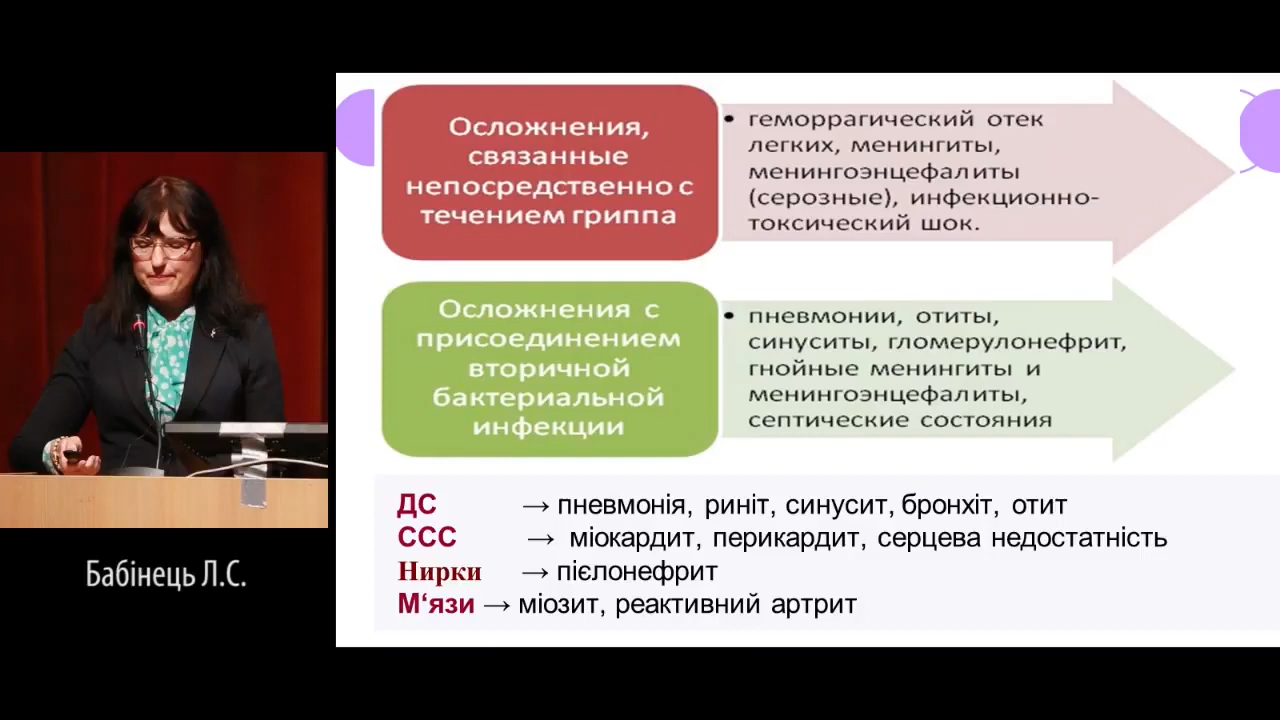 Осложнения,
связанные
непосредственно с
течением гриппа
• геморрагический отек
легких, менингиты,
менингоэнцефалиты
(серозные), инфекционно-
токсический шок.
Осложнения с
присоединением
вторичной
бактериальной
инфекции
• пневмонии, отиты,
синуситы, гломерулонефрит,
гнойные менингиты и
менингоэнцефалиты,
септические состояния
ДС → пневмонія, риніт, синусит, бронхіт, отит
ССС → міокардит, перикардит, серцева недостатність
Нирки → пієлонефрит
М‘язи → міозит, реактивний артрит
Бабінець Л.С.